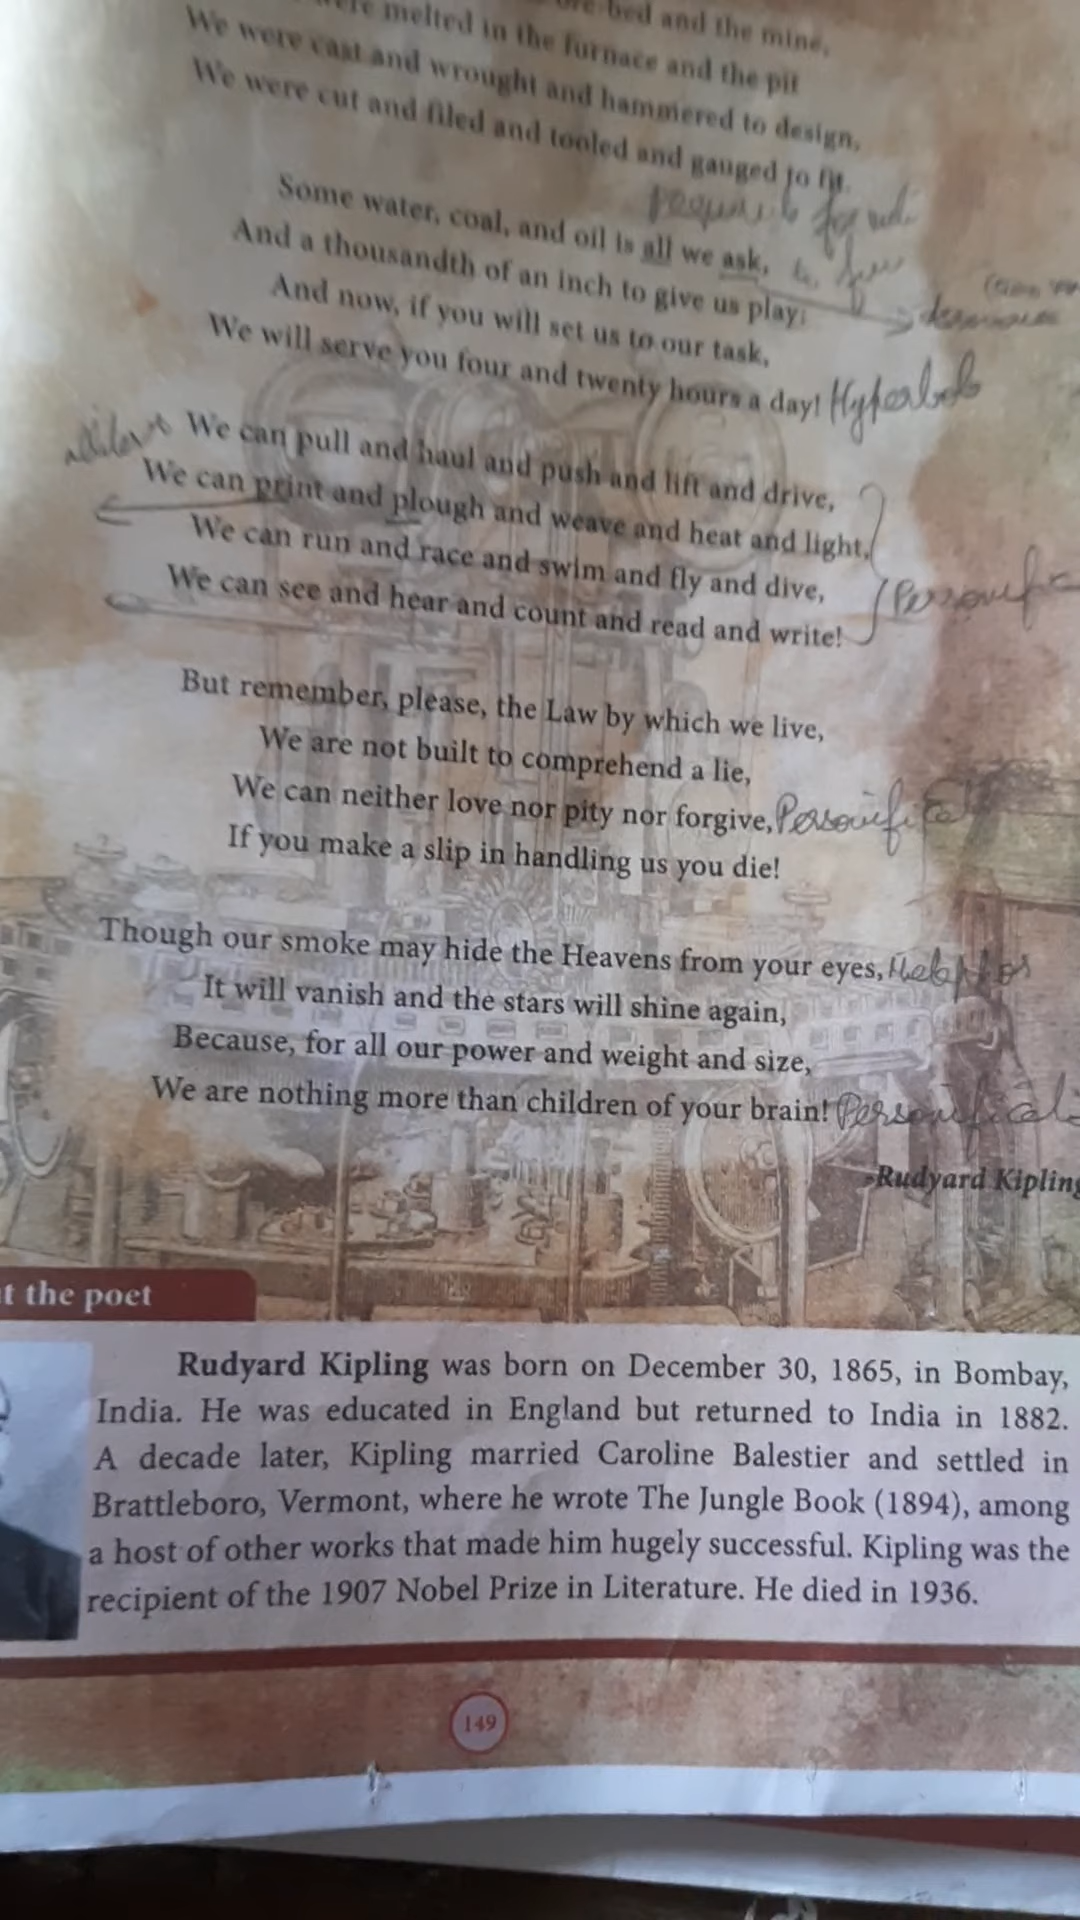 ore-bed and the mine,
melted in the furnace and the pit
We were cast and wrought and hammered to design,
We were cut and filed and tooled and gauged to fit.
Some water, coal, and oil is all we ask,
And a thousandth of an inch to give us play:
And now, if you will set us to our task,
We will serve you four and twenty hours a day! Hyperbole
We can pull and haul and push and lift and drive,
We can print and plough and weave and heat and light,
We can run and race and swim and fly and dive,
We can see and hear and count and read and write!
But remember, please, the Law by which we live,
We are not built to comprehend a lie,
We can neither love nor pity nor forgive,
If you make a slip in handling us you die!
Though our smoke may hide the Heavens from your eyes,
It will vanish and the stars will shine again,
Because, for all our power and weight and size,
We are nothing more than children of your brain!
-Rudyard Kipling
t the poet
Rudyard Kipling was born on December 30, 1865, in Bombay,
India. He was educated in England but returned to India in 1882.
A decade later, Kipling married Caroline Balestier and settled in
Brattleboro, Vermont, where he wrote The Jungle Book (1894), among
a host of other works that made him hugely successful. Kipling was the
recipient of the 1907 Nobel Prize in Literature. He died in 1936.
149